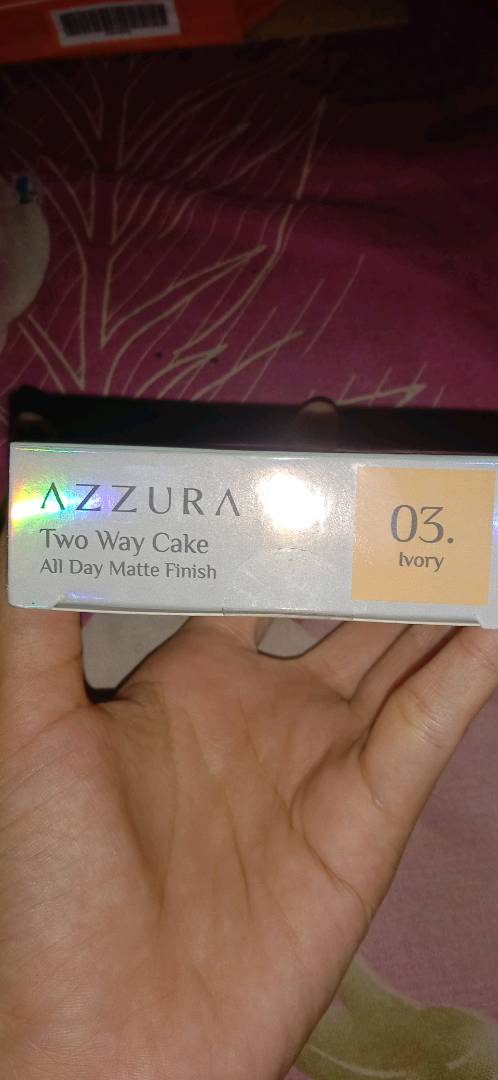 AZZURA
Two Way Cake
All Day Matte Finish
03.
Ivory